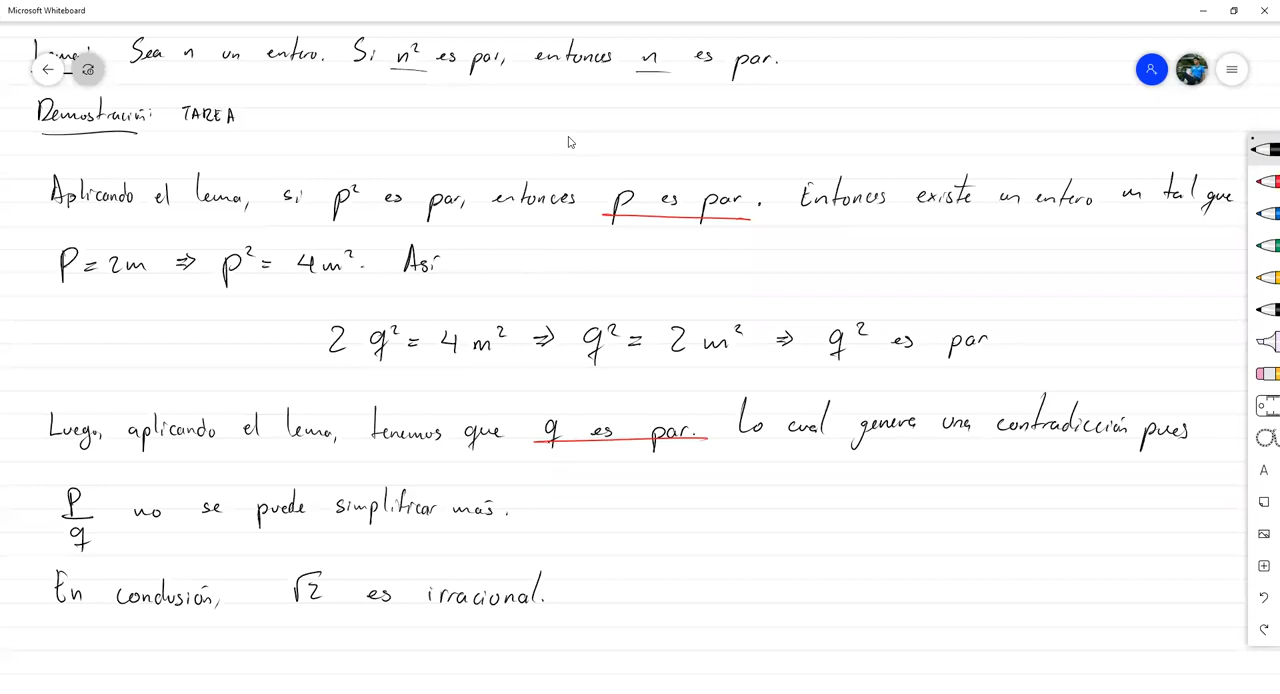 Microsoft Whiteboard
Sea n un entero. Si n² es par, entonces n es par.
Demostración: TAREA
Aplicando el lema, si p² es par, entonces p es par. Entonces existe un entero m tal que
P = 2m ⇒ p² = 4m². Así
2 q² = 4 m² ⇒ q² = 2 m² ⇒ q² es par
Luego, aplicando el lema, tenemos que q es par. Lo cual genera una contradicción pues
p/q no se puede simplificar más.
En conclusión, √2 es irracional.
A